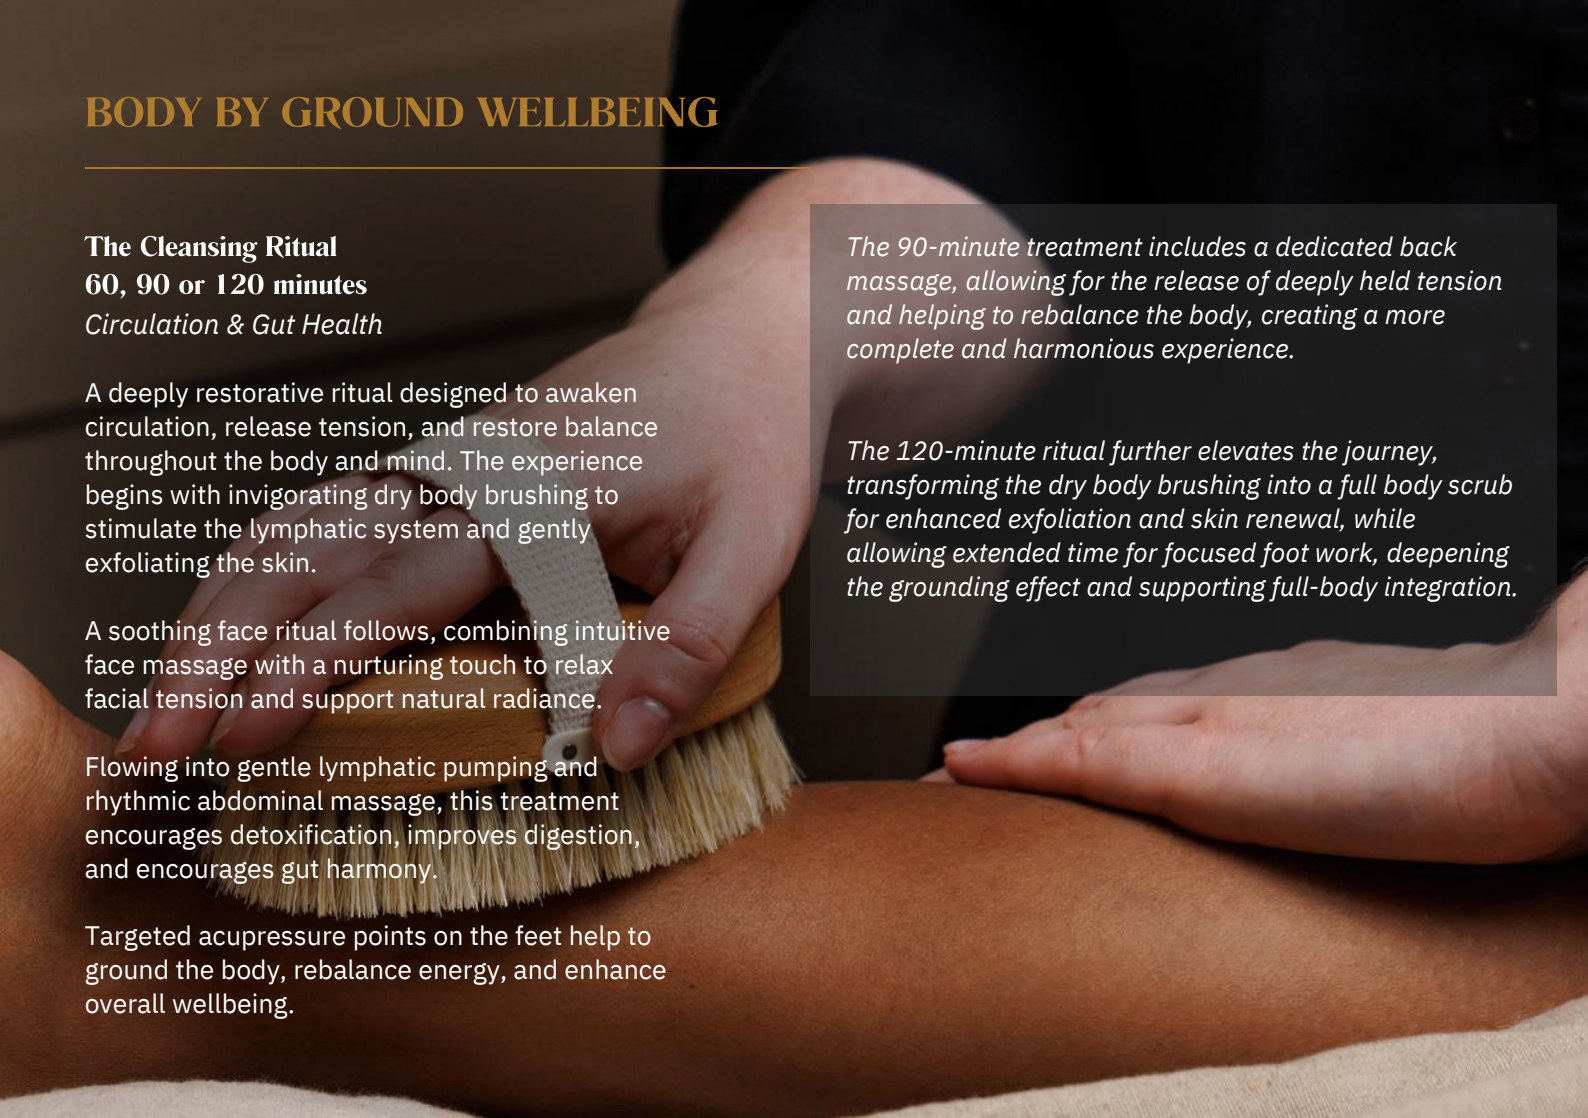 BODY BY GROUND WELLBEING
The Cleansing Ritual
60, 90 or 120 minutes
Circulation & Gut Health
A deeply restorative ritual designed to awaken
circulation, release tension, and restore balance
throughout the body and mind. The experience
begins with invigorating dry body brushing to
stimulate the lymphatic system and gently
exfoliating the skin.
A soothing face ritual follows, combining intuitive
face massage with a nurturing touch to relax
facial tension and support natural radiance.
Flowing into gentle lymphatic pumping and
rhythmic abdominal massage, this treatment
encourages detoxification, improves digestion,
and encourages gut harmony.
Targeted acupressure points on the feet help to
ground the body, rebalance energy, and enhance
overall wellbeing.
The 90-minute treatment includes a dedicated back
massage, allowing for the release of deeply held tension
and helping to rebalance the body, creating a more
complete and harmonious experience.
The 120-minute ritual further elevates the journey,
transforming the dry body brushing into a full body scrub
for enhanced exfoliation and skin renewal, while
allowing extended time for focused foot work, deepening
the grounding effect and supporting full-body integration.